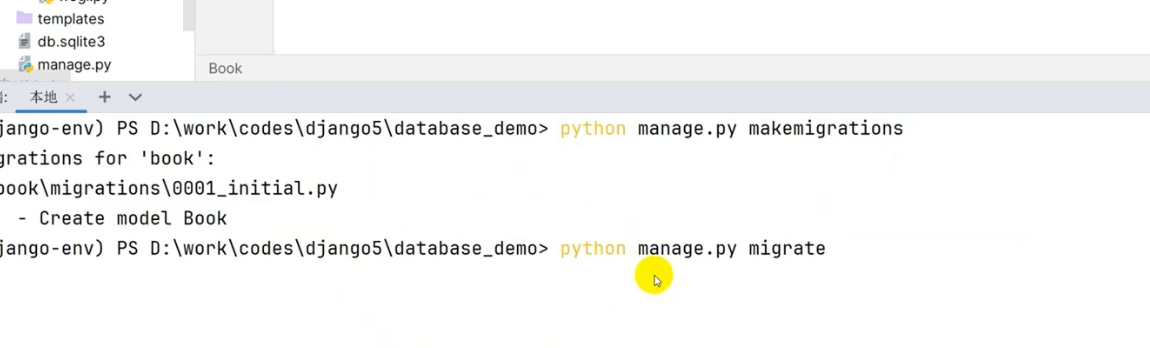 templates
db.sqlite3
manage.py
Book
本地
jango-env) PS D:\work\codes\django5\database_demo> python manage.py makemigrations
grations for 'book':
book\migrations\0001_initial.py
- Create model Book
jango-env) PS D:\work\codes\django5\database_demo> python manage.py migrate